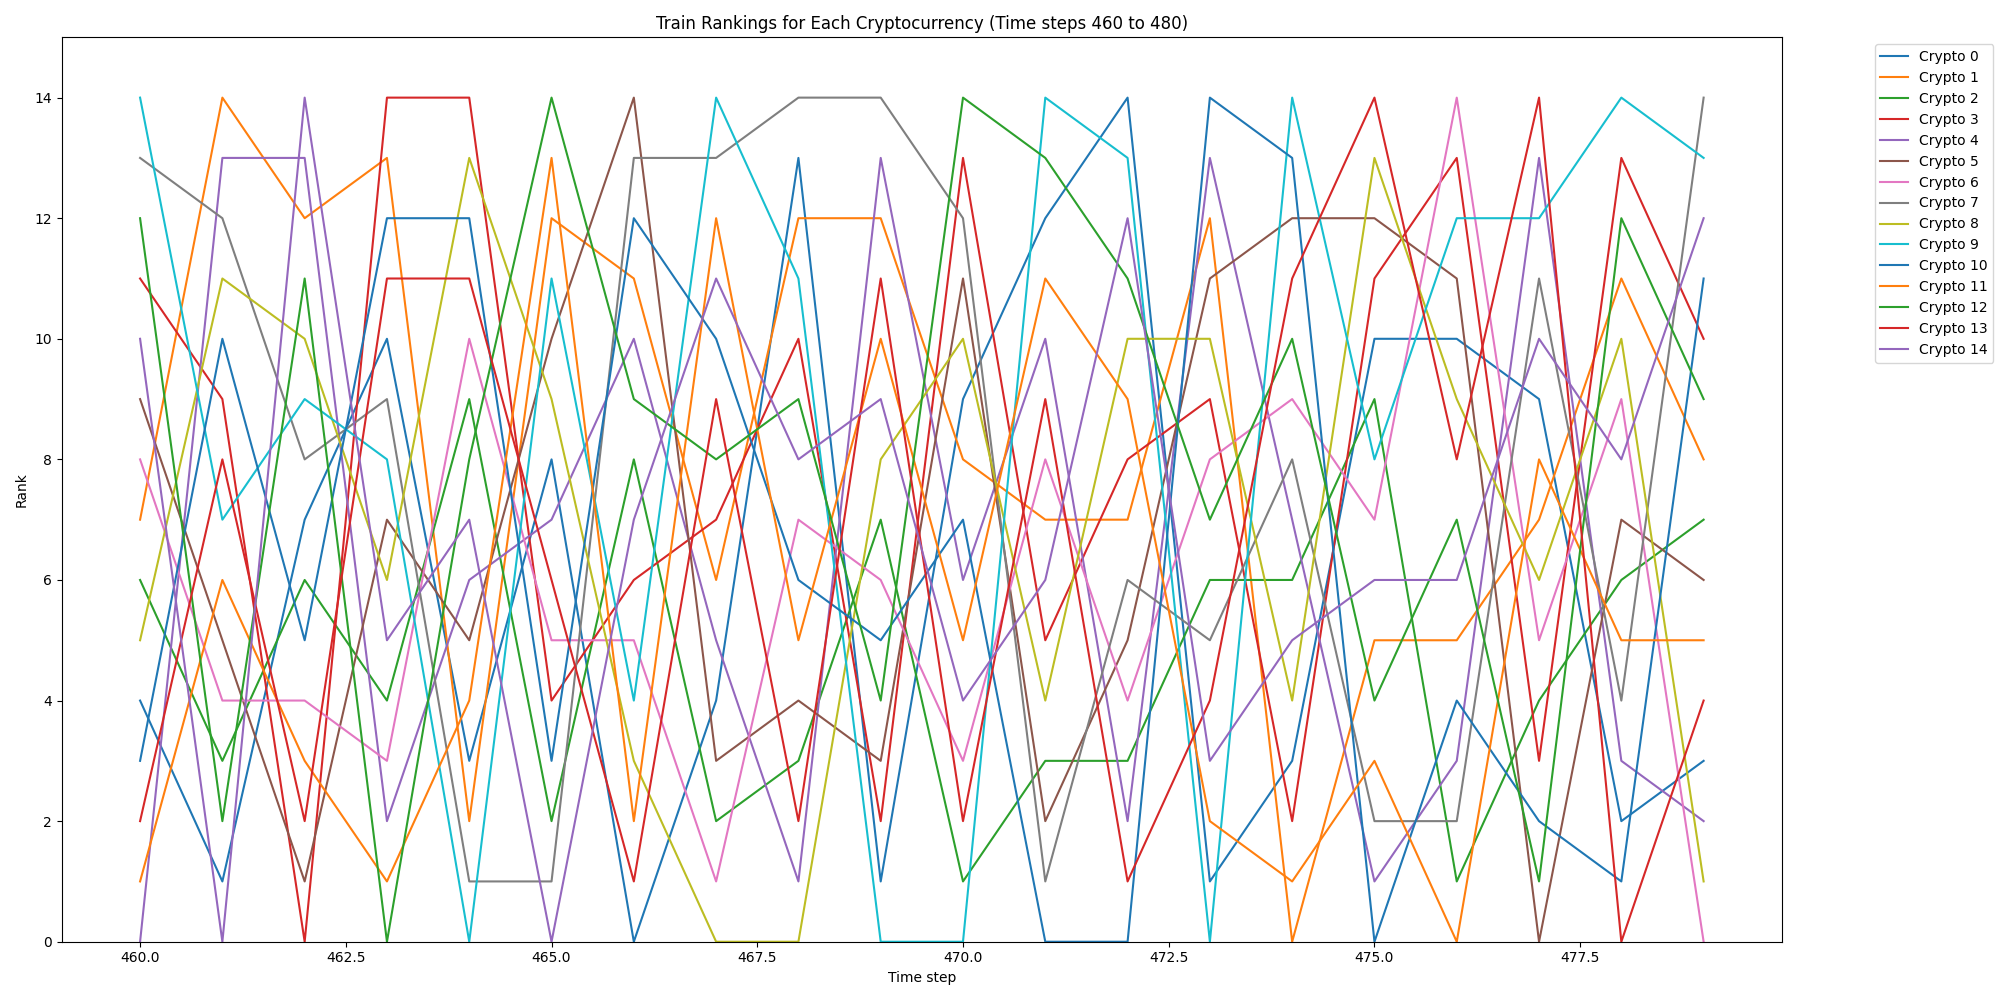 Train Rankings for Each Cryptocurrency (Time steps 460 to 480)
Rank
14
12
10
8
6
4
2
0
460.0 462.5 465.0 467.5 470.0 472.5 475.0 477.5
Time step
Crypto 0
Crypto 1
Crypto 2
Crypto 3
Crypto 4
Crypto 5
Crypto 6
Crypto 7
Crypto 8
Crypto 9
Crypto 10
Crypto 11
Crypto 12
Crypto 13
Crypto 14